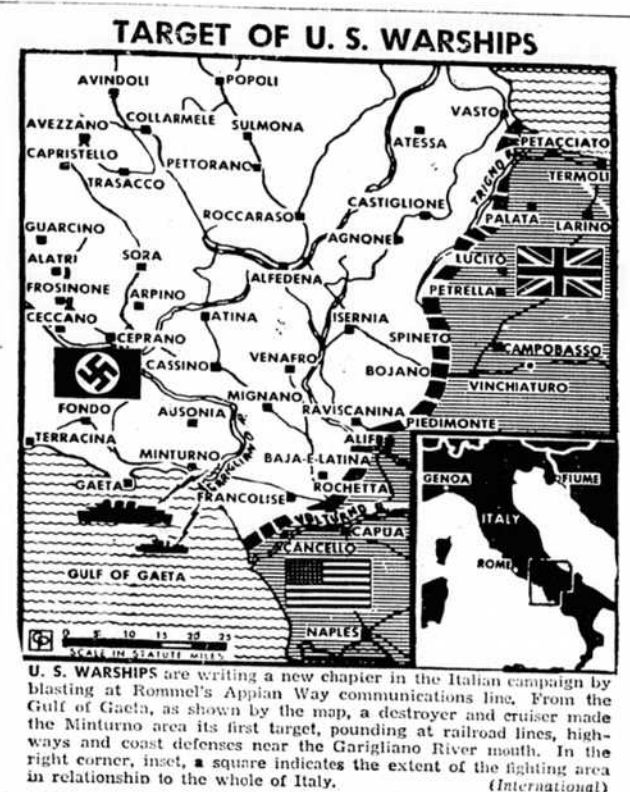 TARGET OF U. S. WARSHIPS
AVINDOLI
POPOLI
VASTO
COLLARMELE
AVEZZANO
SULMONA
ATESSA
PETACCIATO
CAPRISTELLO
PETTORANO
TERMOLI
TRASACCO
TRIGNO R.
CASTIGLIONE
ROCCARASO
PALATA
LARINO
GUARCINO
AGNONE
ALATRI
SORA
LUCITO
ALFEDENA
FROSINONE
ARPINO
PETRELLA
CECCANO
ATINA
ISERNIA
CEPRANO
SPINETO
CAMPOBASSO
CASSINO
VENAFRO
BOJANO
VINCHIATURO
MIGNANO
FONDO
AUSONIA
RAVISCANINA
PIEDIMONTE
TERRACINA
GARIGLIANO R.
ALIFE
MINTURNO
BAJA-E-LATINA
GAETA
FRANCOLISE
ROCHETTA
GENOA
FIUME
VOLTURNO R.
CAPUA
ITALY
CANCELLO
ROME
GULF OF GAETA
NAPLES
CP
0 5 10 15 20 25
SCALE IN STATUTE MILES
U. S. WARSHIPS are writing a new chapter in the Italian campaign by
blasting at Rommel's Appian Way communications line. From the
Gulf of Gaeta, as shown by the map, a destroyer and cruiser made
the Minturno area its first target, pounding at railroad lines, high-
ways and coast defenses near the Garigliano River mouth. In the
right corner, inset, a square indicates the extent of the fighting area
in relationship to the whole of Italy. (International)